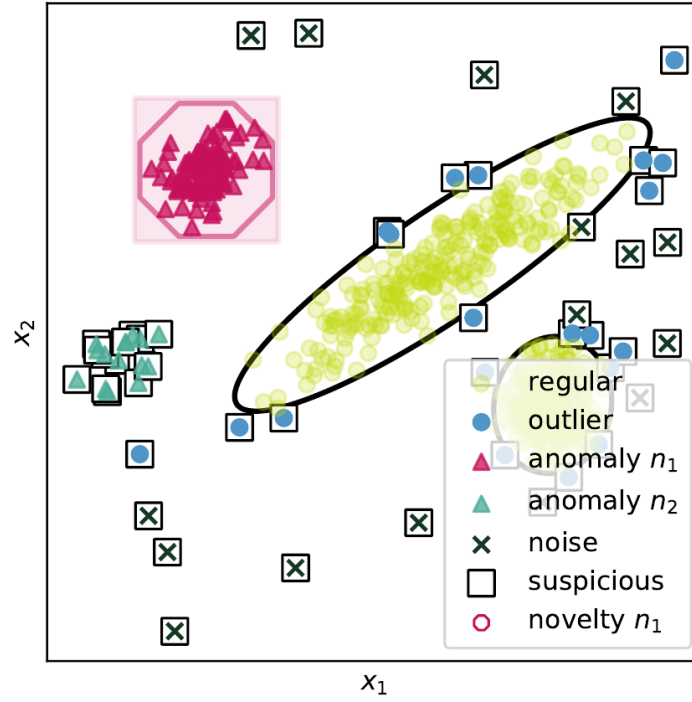 x₂
regular
outlier
anomaly n₁
anomaly n₂
noise
suspicious
novelty n₁
x₁